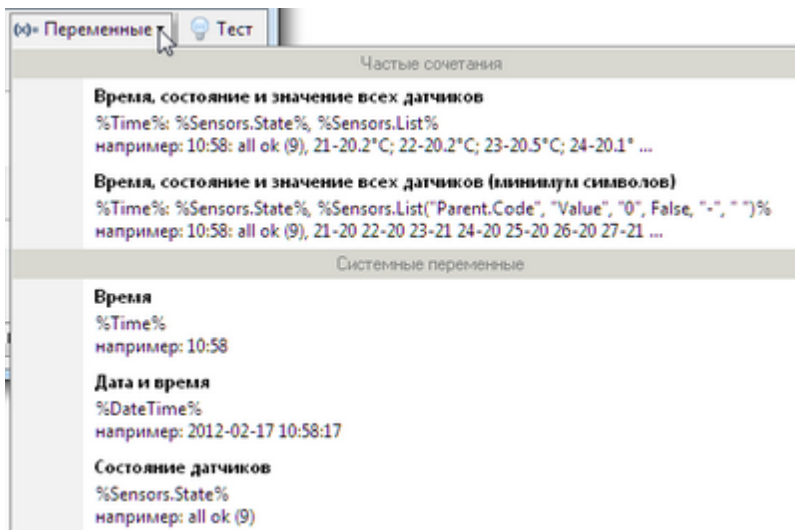 (x)= Переменные Тест
Частые сочетания
Время, состояние и значение всех датчиков
%Time%: %Sensors.State%, %Sensors.List%
например: 10:58: all ok (9), 21-20.2°C; 22-20.2°C; 23-20.5°C; 24-20.1° ...
Время, состояние и значение всех датчиков (минимум символов)
%Time%: %Sensors.State%, %Sensors.List("Parent.Code", "Value", "0", False, "-", " ")%
например: 10:58: all ok (9), 21-20 22-20 23-21 24-20 25-20 26-20 27-21 ...
Системные переменные
Время
%Time%
например: 10:58
Дата и время
%DateTime%
например: 2012-02-17 10:58:17
Состояние датчиков
%Sensors.State%
например: all ok (9)